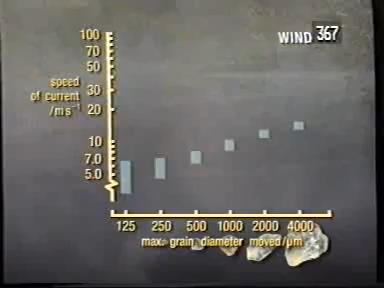 WIND 367
100
70
50
speed
of current
/ms⁻¹
30
20
10
7.0
5.0
125 250 500 1000 2000 4000
max. grain diameter moved/μm